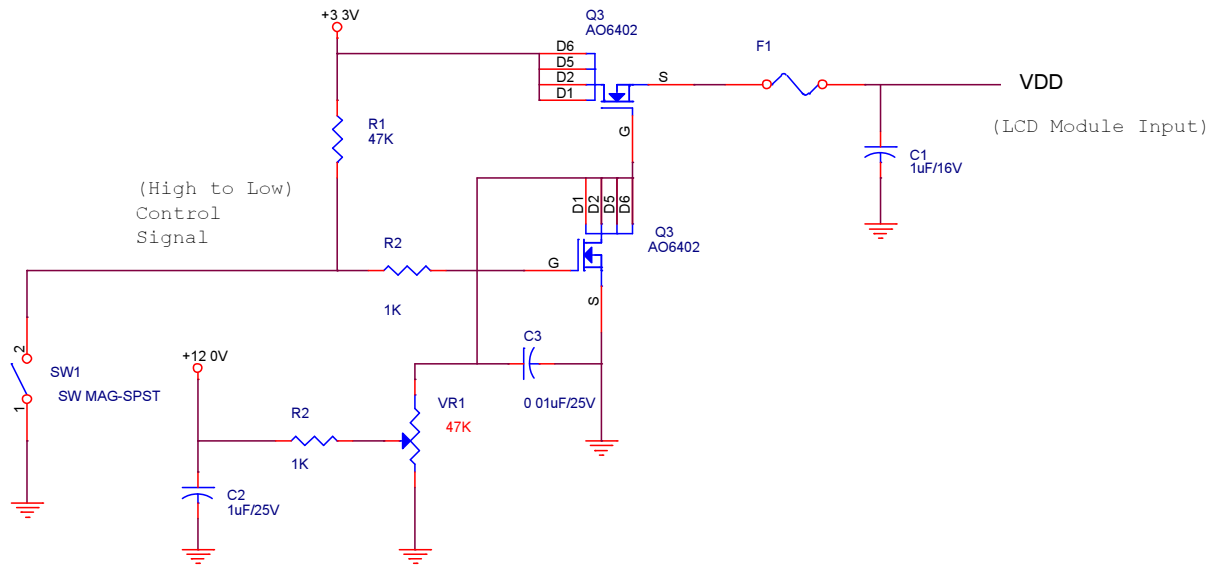 +3 3V
Q3
AO6402
F1
D6
D5
D2
D1
S
VDD
(LCD Module Input)
G
R1
47K
C1
1uF/16V
(High to Low)
Control
Signal
D1
D2
D5
D6
Q3
AO6402
R2
G
1K
S
2
SW1
SW MAG-SPST
1
+12 0V
C3
0 01uF/25V
VR1
47K
R2
1K
C2
1uF/25V